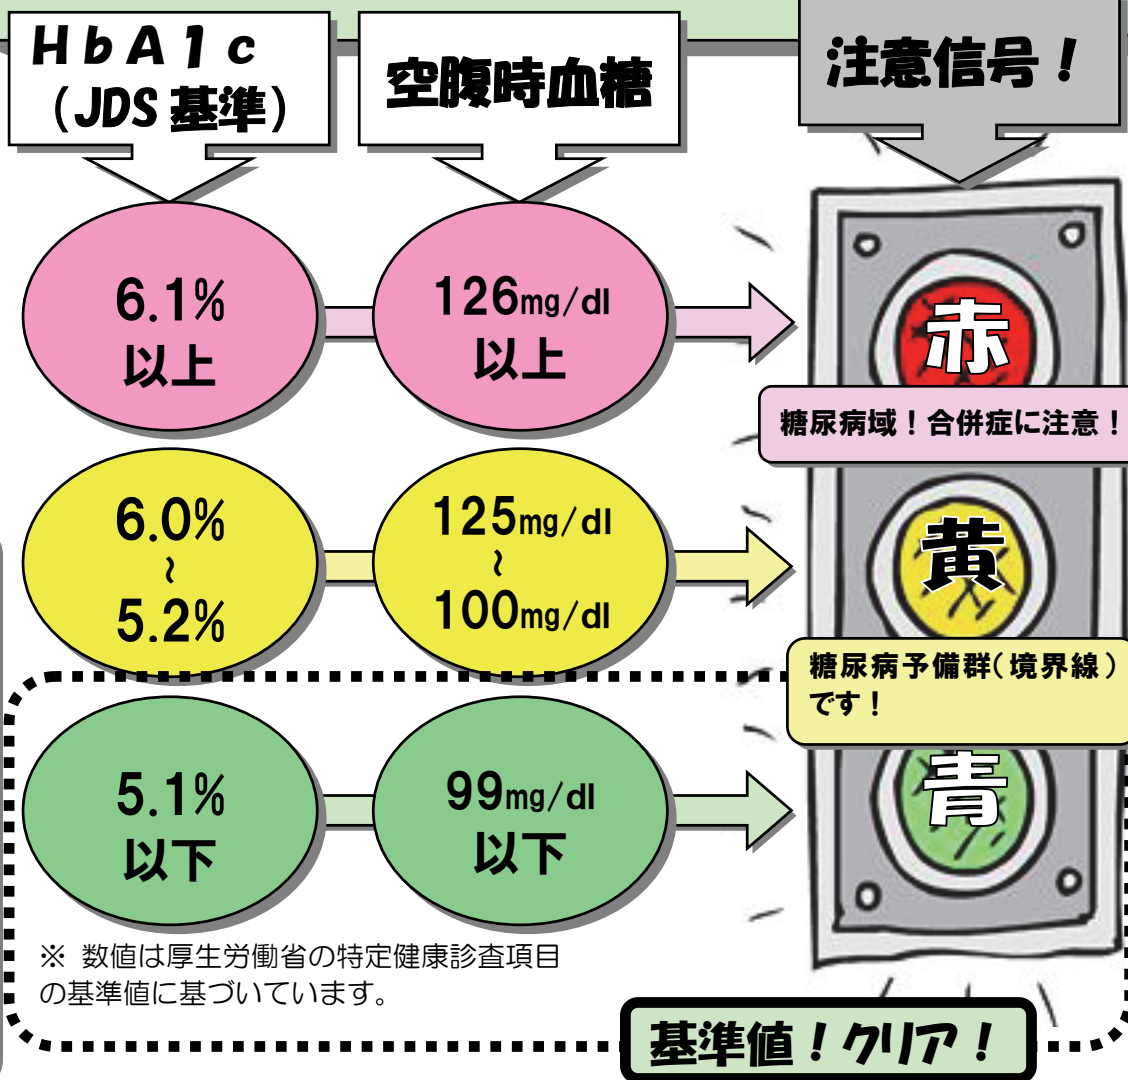 HbA1c
（JDS 基準）
空腹時血糖
注意信号！
6.1%
以上
126mg/dl
以上
赤
糖尿病域！合併症に注意！
6.0%
～
5.2%
125mg/dl
～
100mg/dl
黄
糖尿病予備群（境界線）
です！
5.1%
以下
99mg/dl
以下
青
※ 数値は厚生労働省の特定健康診査項目
の基準値に基づいています。
基準値！クリア！